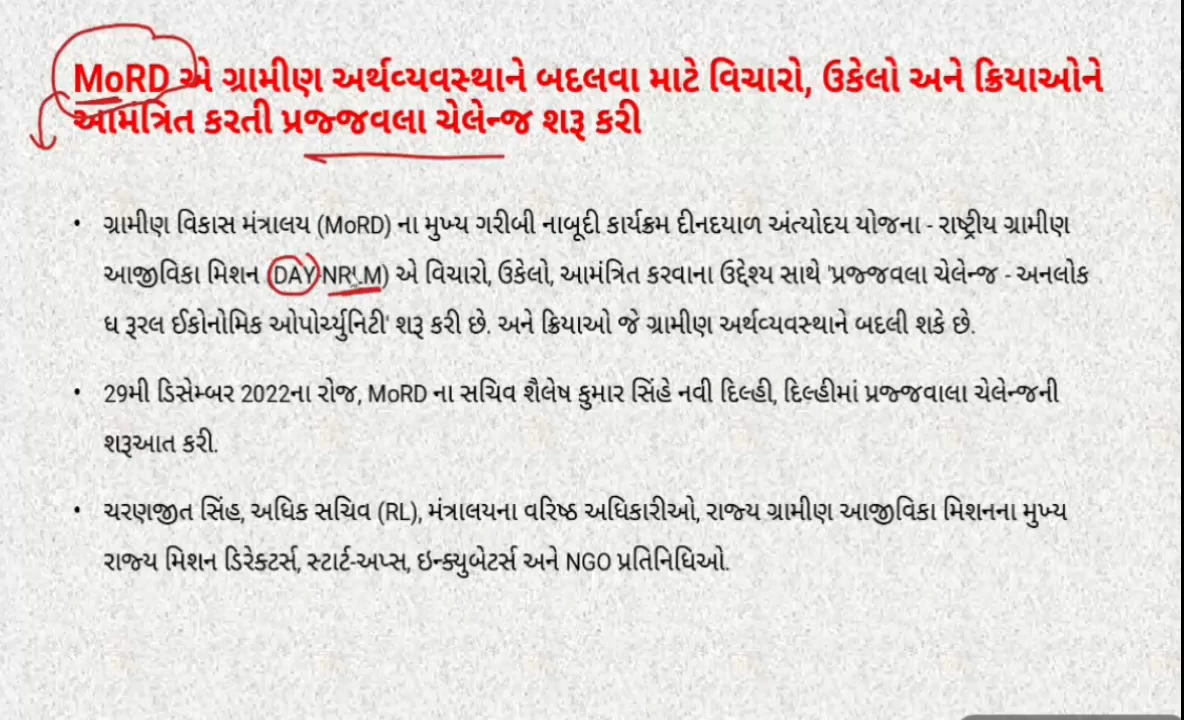 MoRD એ ગ્રામીણ અર્થવ્યવસ્થાને બદલવા માટે વિચારો, ઉકેલો અને ક્રિયાઓને
આમંત્રિત કરતી પ્રજ્જવલા ચેલેન્જ શરૂ કરી
• ગ્રામીણ વિકાસ મંત્રાલય (MoRD) ના મુખ્ય ગરીબી નાબૂદી કાર્યક્રમ દીનદયાળ અંત્યોદય યોજના - રાષ્ટ્રીય ગ્રામીણ
આજીવિકા મિશન (DAY-NRLM) એ વિચારો, ઉકેલો, આમંત્રિત કરવાના ઉદ્દેશ્ય સાથે 'પ્રજ્જવલા ચેલેન્જ - અનલોક
ધ રૂરલ ઈકોનોમિક ઓપોર્ચ્યુનિટી' શરૂ કરી છે. અને ક્રિયાઓ જે ગ્રામીણ અર્થવ્યવસ્થાને બદલી શકે છે.
• 29મી ડિસેમ્બર 2022ના રોજ, MoRD ના સચિવ શૈલેષ કુમાર સિંહે નવી દિલ્હી, દિલ્હીમાં પ્રજ્જવાલા ચેલેન્જની
શરૂઆત કરી.
• ચરણજીત સિંહ, અધિક સચિવ (RL), મંત્રાલયના વરિષ્ઠ અધિકારીઓ, રાજ્ય ગ્રામીણ આજીવિકા મિશનના મુખ્ય
રાજ્ય મિશન ડિરેક્ટર્સ, સ્ટાર્ટ-અપ્સ, ઇન્ક્યુબેટર્સ અને NGO પ્રતિનિધિઓ.